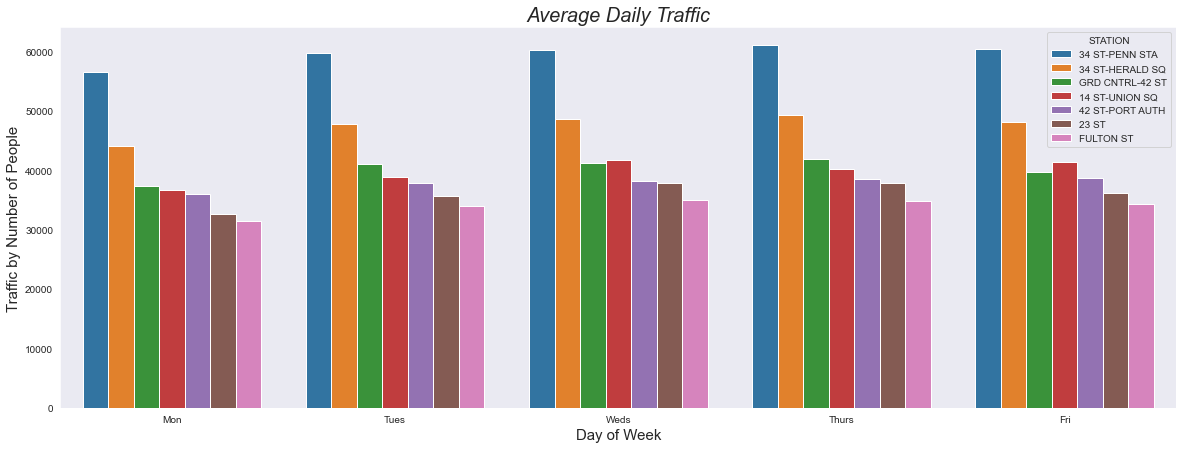 Average Daily Traffic
Traffic by Number of People
60000
50000
40000
30000
20000
10000
0
STATION
34 ST-PENN STA
34 ST-HERALD SQ
GRD CNTRL-42 ST
14 ST-UNION SQ
42 ST-PORT AUTH
23 ST
FULTON ST
Mon Tues Weds Thurs Fri
Day of Week